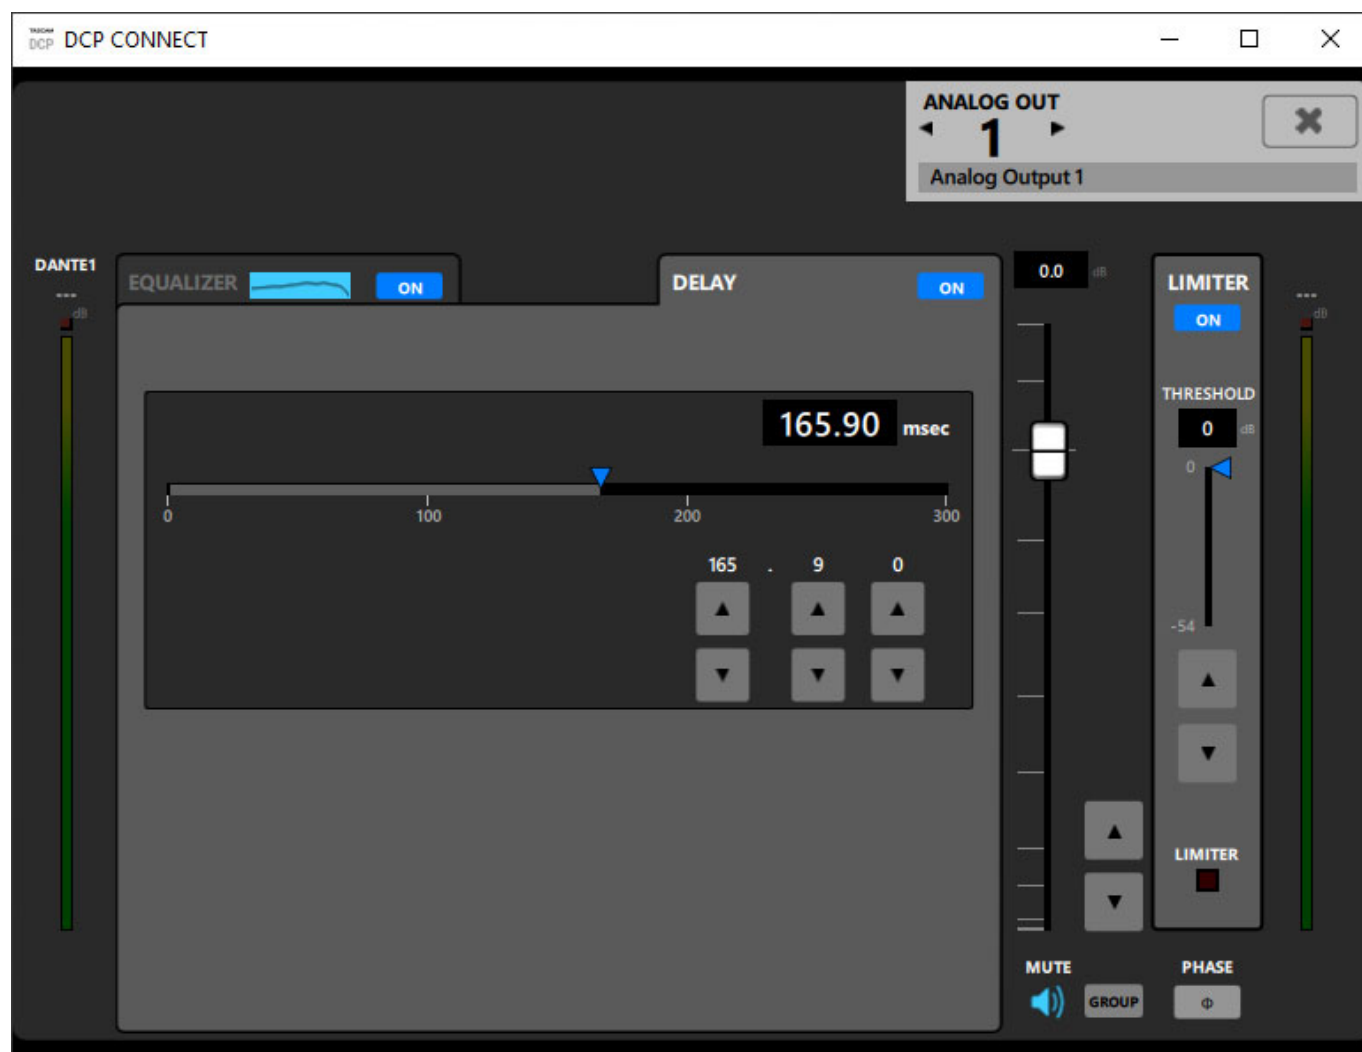 TASCAM
DCP
DCP CONNECT
ANALOG OUT
1
Analog Output 1
DANTE1
---
dB
EQUALIZER
ON
DELAY
ON
0.0
dB
LIMITER
ON
---
dB
THRESHOLD
0
dB
165.90 msec
0
100
200
300
0
-54
165 . 9 0
LIMITER
MUTE
PHASE
GROUP
Φ